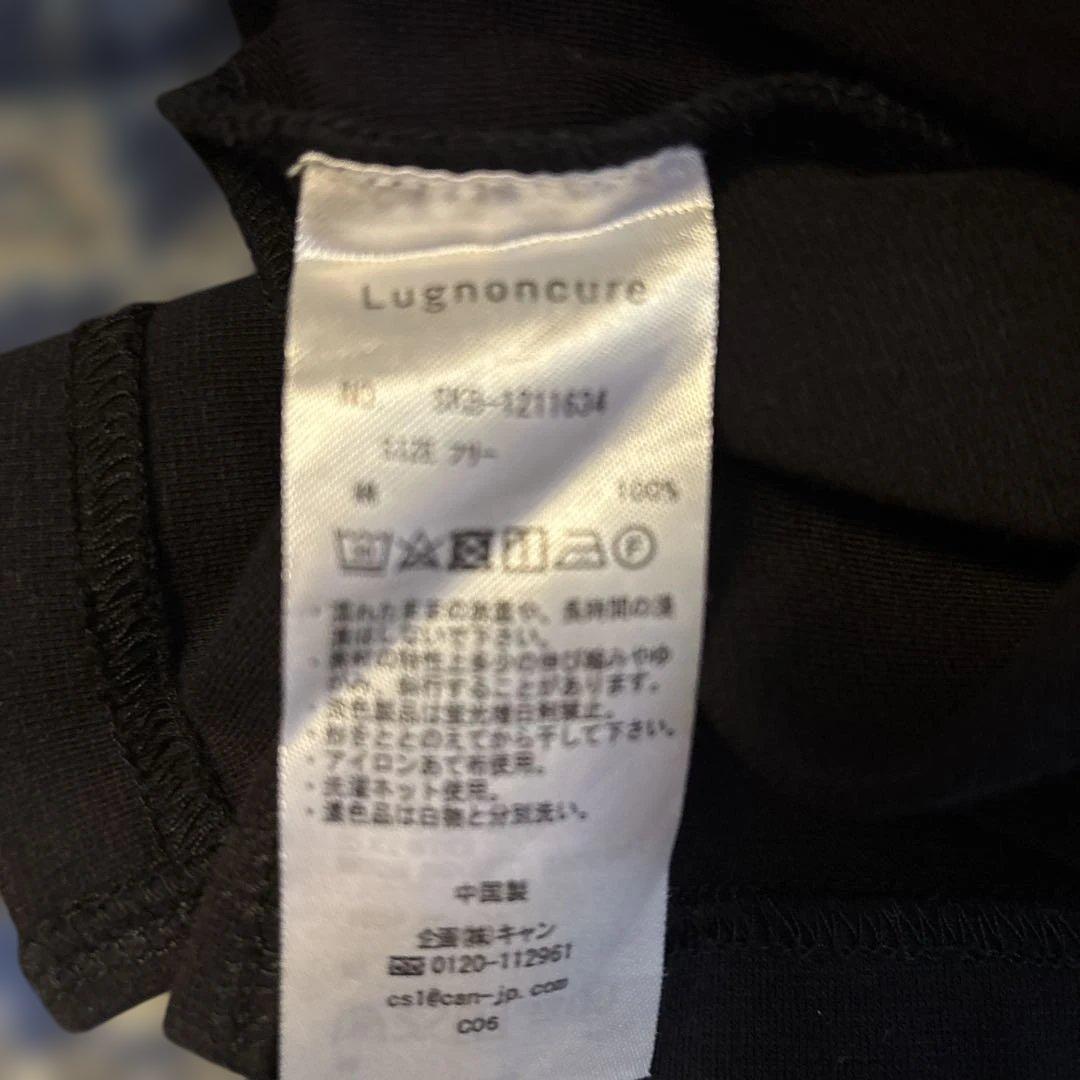 Lugnoncure
NO. SKB-1211634
SIZE フリー
綿 100%
F
・濡れたままの放置や、長時間の浸
漬はしないで下さい。
・素材の特性上多少の伸び縮みやゆ
、斜行することがあります。
色製品は蛍光増白剤禁止。
・形をととのえてから干して下さい。
・アイロンあて布使用。
・洗濯ネット使用。
・濃色品は白物と分別洗い。
中国製
企画(株)キャン
0120-112961
cs1@can-jp.com
C06